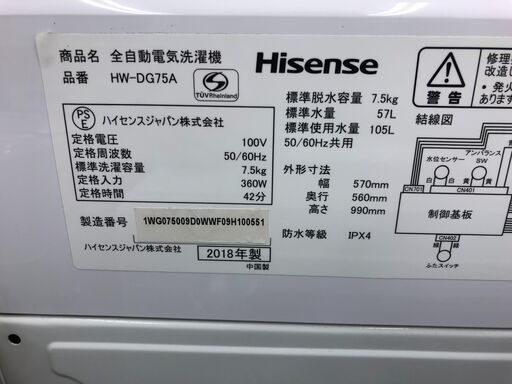 商品名 全自動電気洗濯機
品番 HW-DG75A
TÜVRheinland
Hisense
PS
E
ハイセンスジャパン株式会社
定格電圧 100V
定格周波数 50/60Hz
標準洗濯容量 7.5kg
定格入力 360W
定格時間 42分
製造番号 1WG075009D0WWF09H100551
ハイセンスジャパン株式会社
2018年製
中国製
標準脱水容量 7.5kg
標準水量 57L
標準使用水量 105L
50/60Hz共用
外形寸法
幅 570mm
奥行 560mm
高さ 990mm
防水等級 IPX4
警告
修理
改造し
・発火
あります
結線図
アンバランス
水位センサー SW
白 黄 白 黄
CN701 CN401
制御基板
CN402
ふたスイッチ